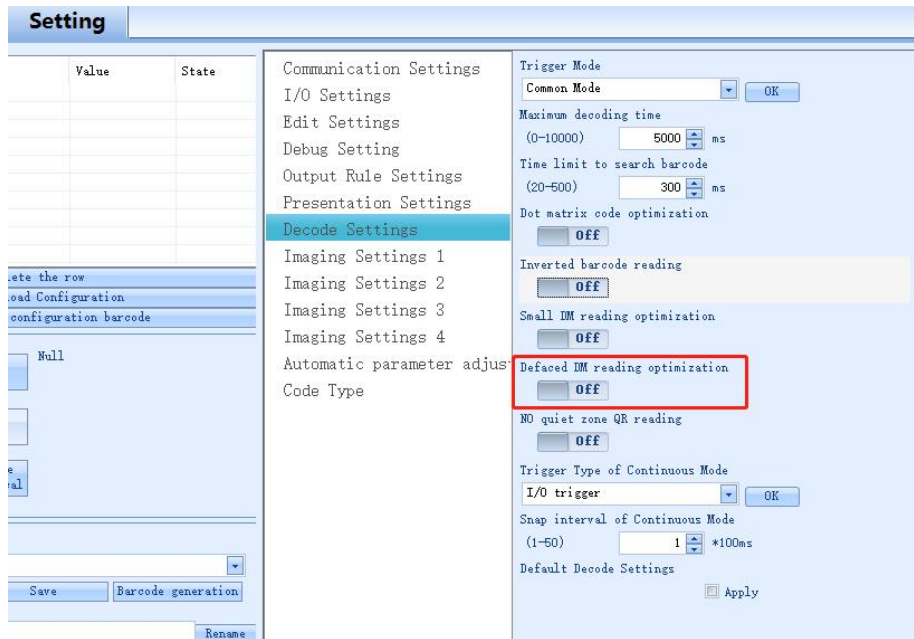 Setting
Value State
lete the row
load Configuration
configuration barcode
Null
e
al
Save Barcode generation
Rename
Communication Settings
I/O Settings
Edit Settings
Debug Setting
Output Rule Settings
Presentation Settings
Decode Settings
Imaging Settings 1
Imaging Settings 2
Imaging Settings 3
Imaging Settings 4
Automatic parameter adjus
Code Type
Trigger Mode
Common Mode OK
Maximum decoding time
(0-10000) 5000 ms
Time limit to search barcode
(20-500) 300 ms
Dot matrix code optimization
Off
Inverted barcode reading
Off
Small DM reading optimization
Off
Defaced DM reading optimization
Off
NO quiet zone QR reading
Off
Trigger Type of Continuous Mode
I/O trigger OK
Snap interval of Continuous Mode
(1-50) 1 *100ms
Default Decode Settings
Apply